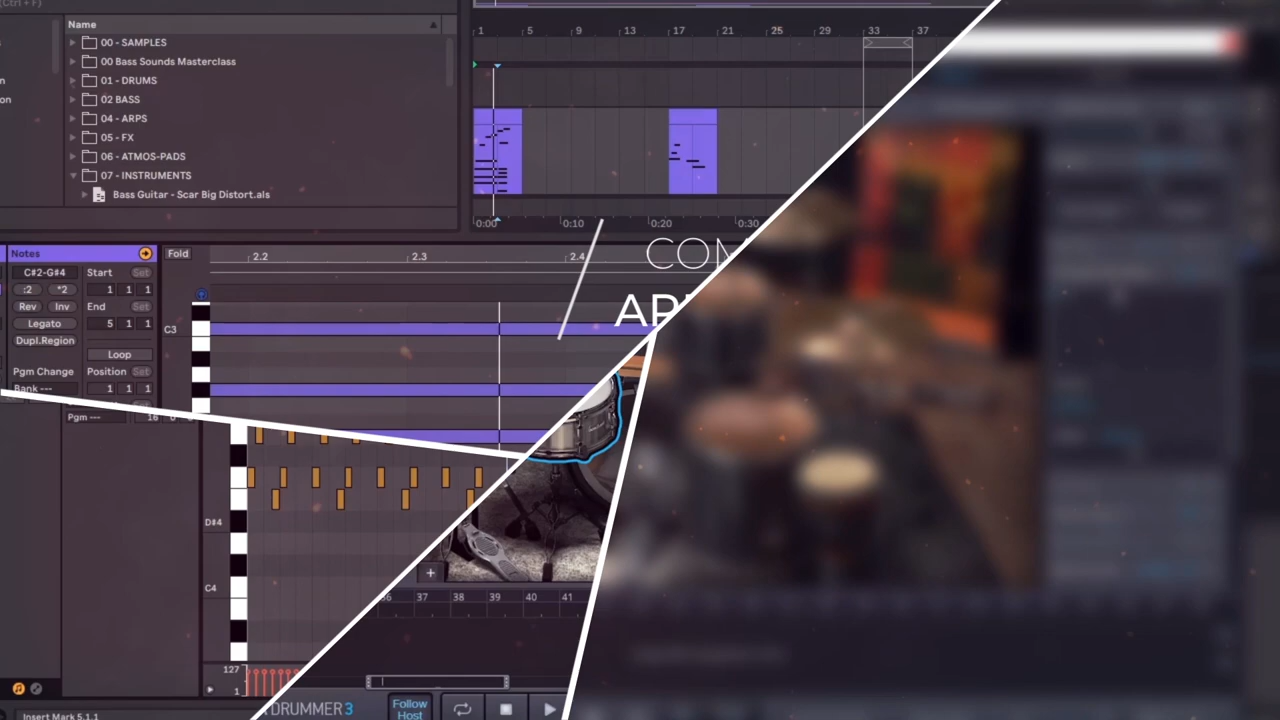 (Ctrl + F)
Name
00 - SAMPLES
00 Bass Sounds Masterclass
01 - DRUMS
02 BASS
04 - ARPS
05 - FX
06 - ATMOS-PADS
07 - INSTRUMENTS
Bass Guitar - Scar Big Distort.als
1 5 9 13 17 21 25 29 33 37
0:00 0:10 0:20 0:30
Notes
Fold
2.2 2.3 2.4
C#2-G#4 Start Set
:2 *2 1 1 1
Rev Inv End Set
Legato 5 1 1
Dupl.Region
Loop
Pgm Change Position Set
Bank --- 1 1 1
Pgm ---
C3
COM
AP
D#4
C4
127
1
37 38 39 40 41
DRUMMER 3
Follow
Host
Insert Mark 5.1.1